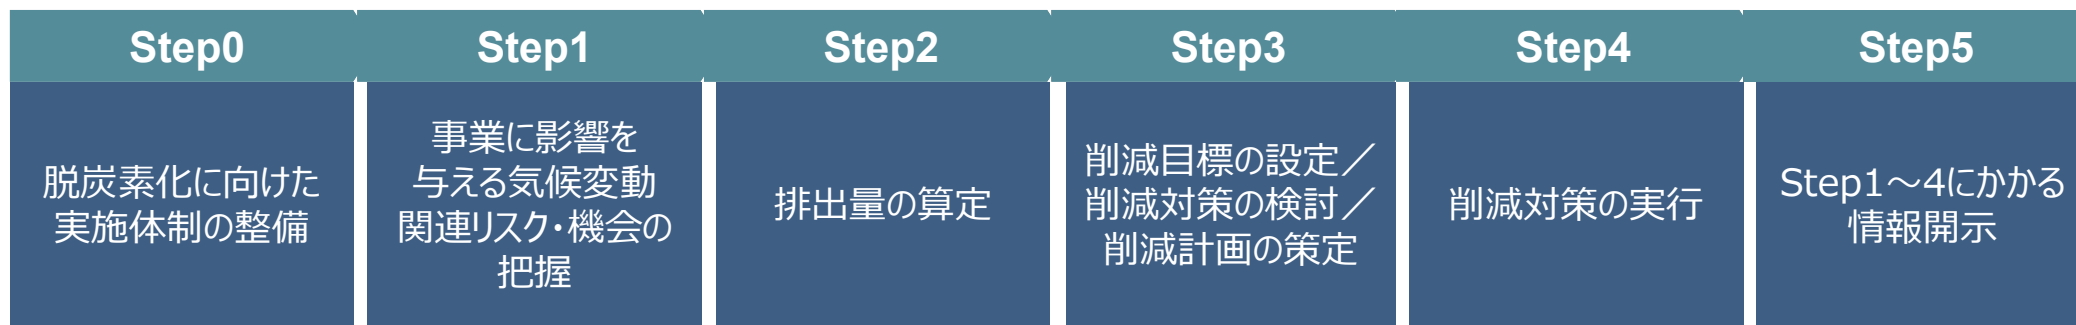 Step0
Step1
Step2
Step3
Step4
Step5
脱炭素化に向けた
実施体制の整備
事業に影響を
与える気候変動
関連リスク・機会の
把握
排出量の算定
削減目標の設定／
削減対策の検討／
削減計画の策定
削減対策の実行
Step1～4にかかる
情報開示